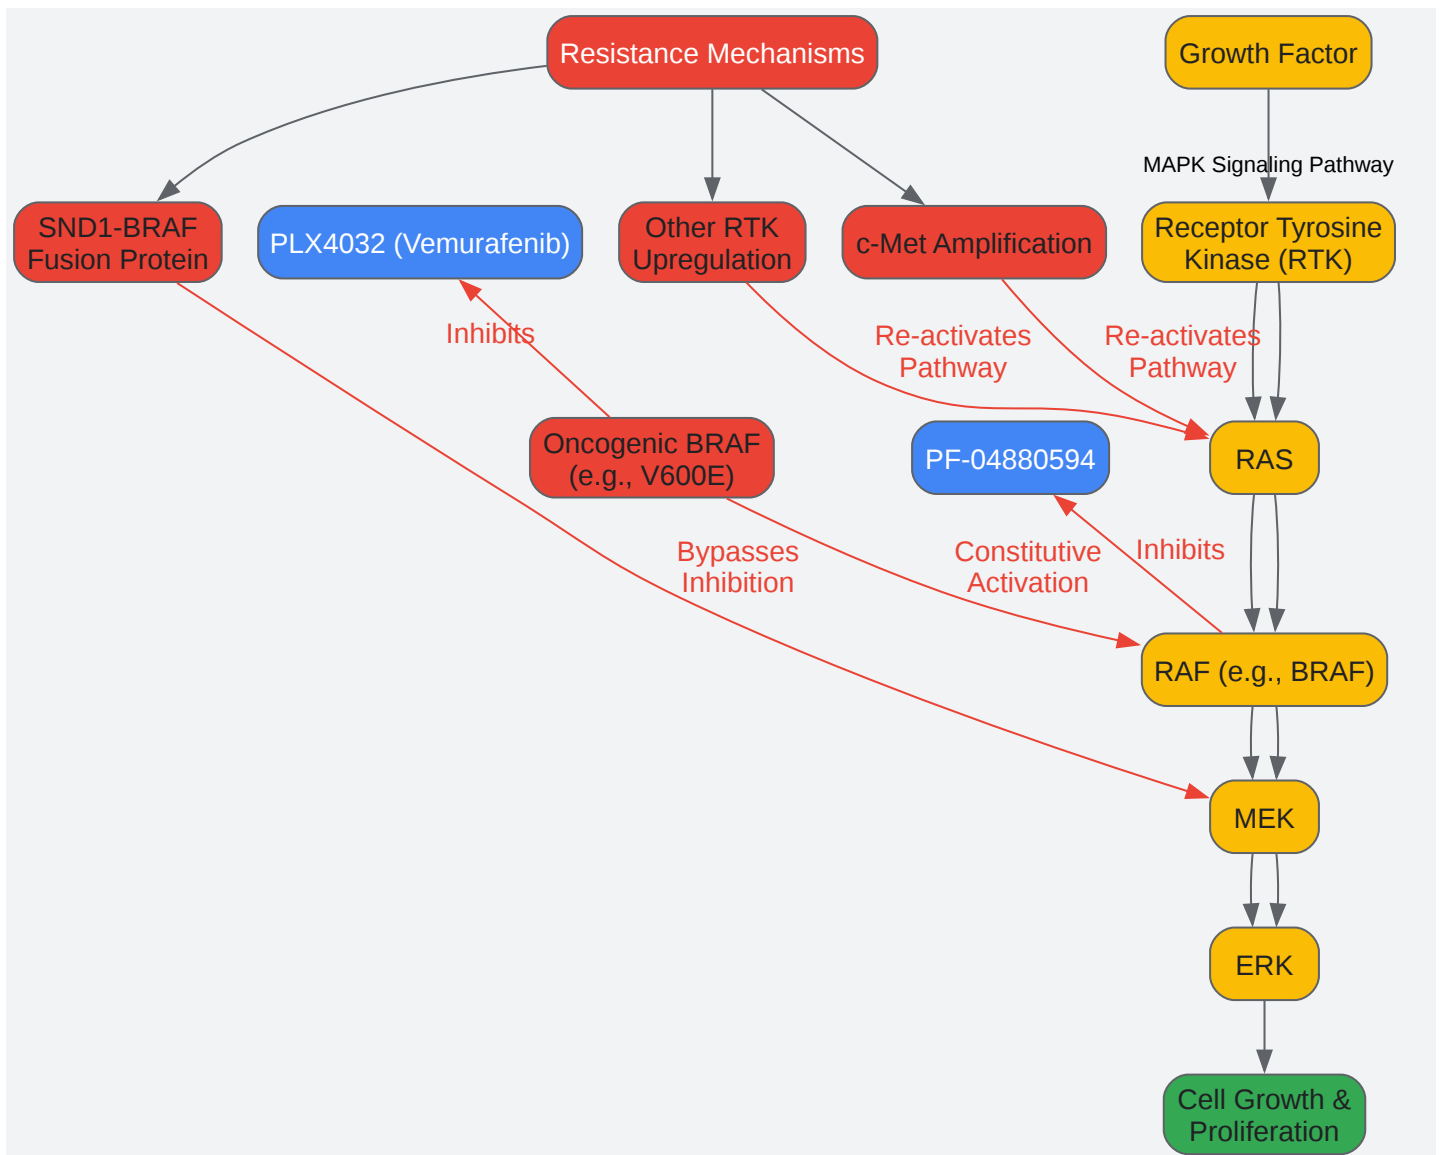 Resistance Mechanisms
Growth Factor
MAPK Signaling Pathway
SND1-BRAF
Fusion Protein
PLX4032 (Vemurafenib)
Other RTK
Upregulation
c-Met Amplification
Receptor Tyrosine
Kinase (RTK)
Inhibits
Re-activates
Pathway
Re-activates
Pathway
Oncogenic BRAF
(e.g., V600E)
PF-04880594
RAS
Bypasses
Inhibition
Constitutive
Activation
Inhibits
RAF (e.g., BRAF)
MEK
ERK
Cell Growth &
Proliferation